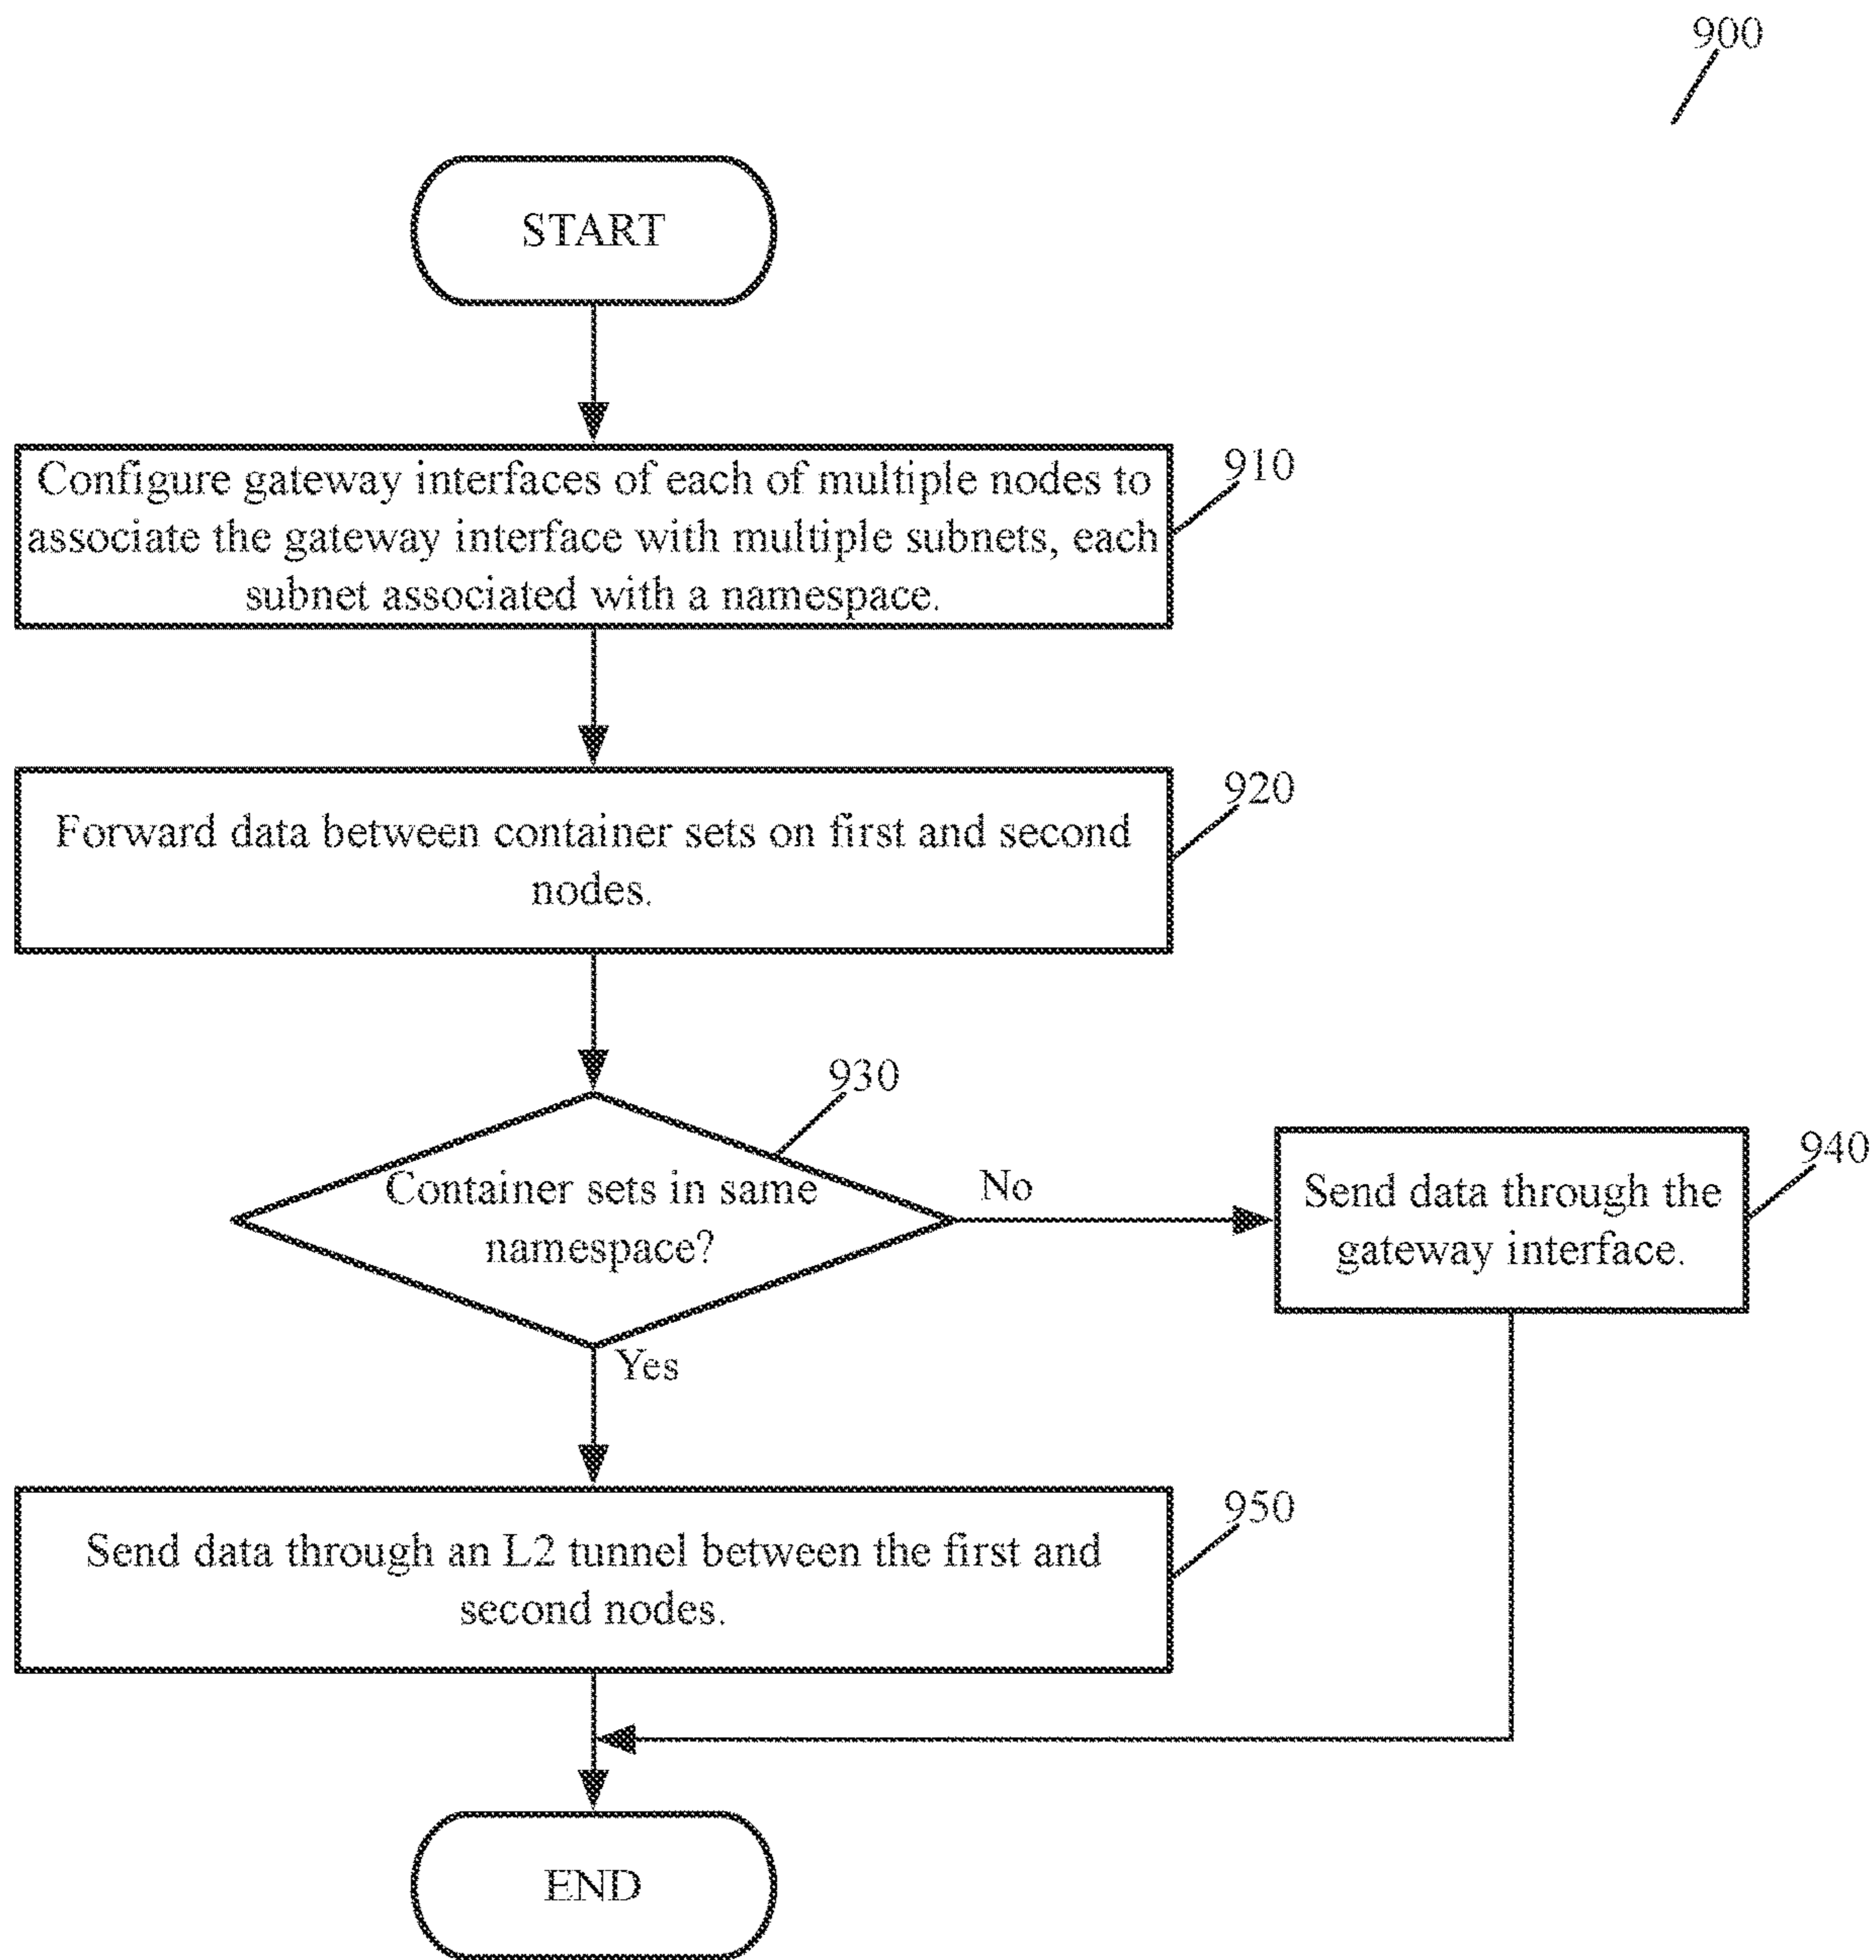 900
START
Configure gateway interfaces of each of multiple nodes to
associate the gateway interface with multiple subnets, each
subnet associated with a namespace.
910
Forward data between container sets on first and second
nodes.
920
930
Container sets in same
namespace?
No
Send data through the
gateway interface.
940
Yes
Send data through an L2 tunnel between the first and
second nodes.
950
END